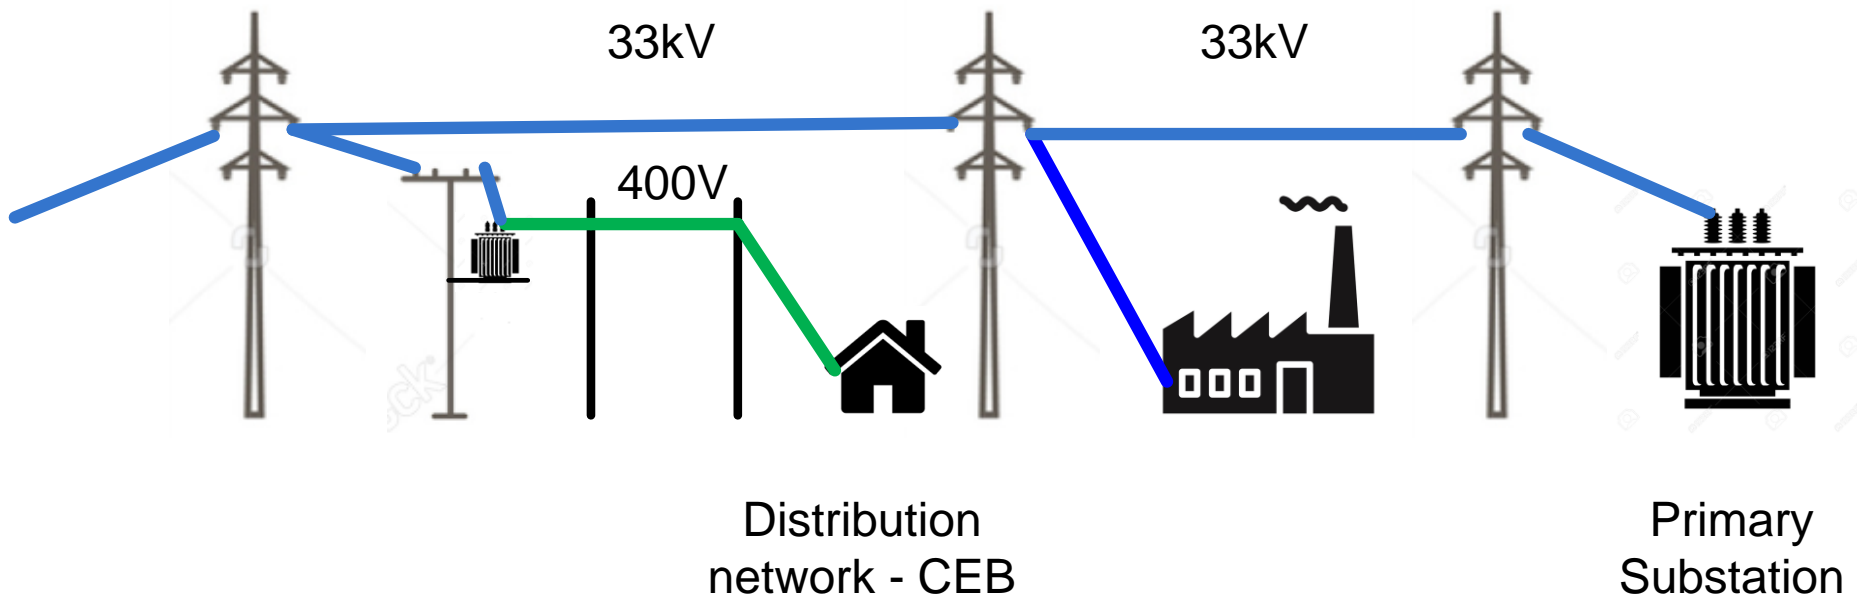 33kV
33kV
400V
Distribution
network - CEB
Primary
Substation